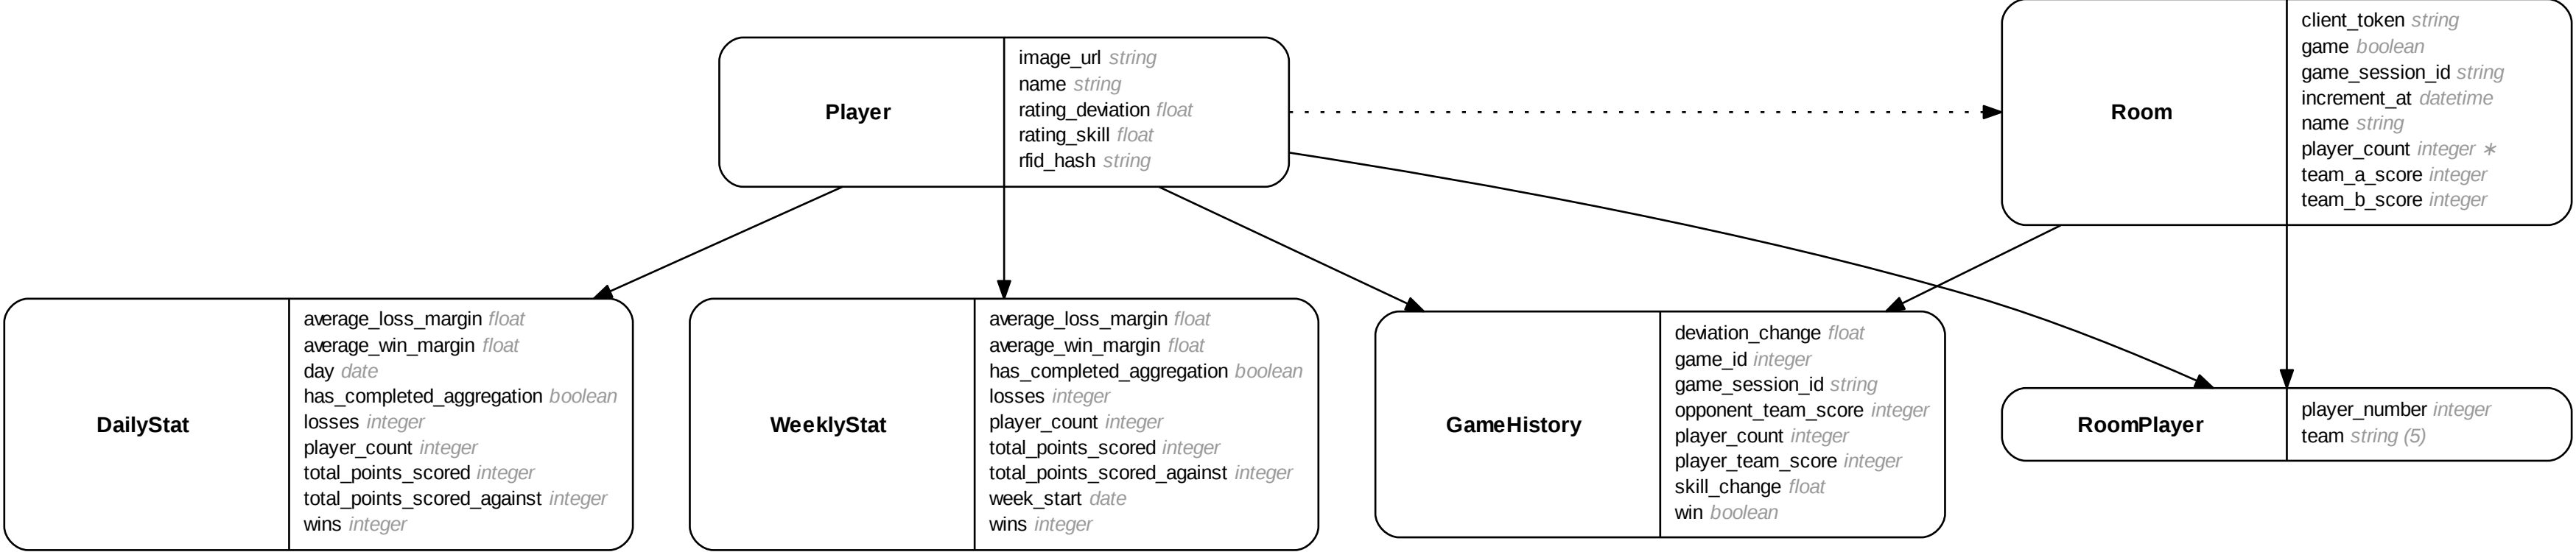 Player
image_url string
name string
rating_deviation float
rating_skill float
rfid_hash string
Room
client_token string
game boolean
game_session_id string
increment_at datetime
name string
player_count integer ∗
team_a_score integer
team_b_score integer
DailyStat
average_loss_margin float
average_win_margin float
day date
has_completed_aggregation boolean
losses integer
player_count integer
total_points_scored integer
total_points_scored_against integer
wins integer
WeeklyStat
average_loss_margin float
average_win_margin float
has_completed_aggregation boolean
losses integer
player_count integer
total_points_scored integer
total_points_scored_against integer
week_start date
wins integer
GameHistory
deviation_change float
game_id integer
game_session_id string
opponent_team_score integer
player_count integer
player_team_score integer
skill_change float
win boolean
RoomPlayer
player_number integer
team string (5)